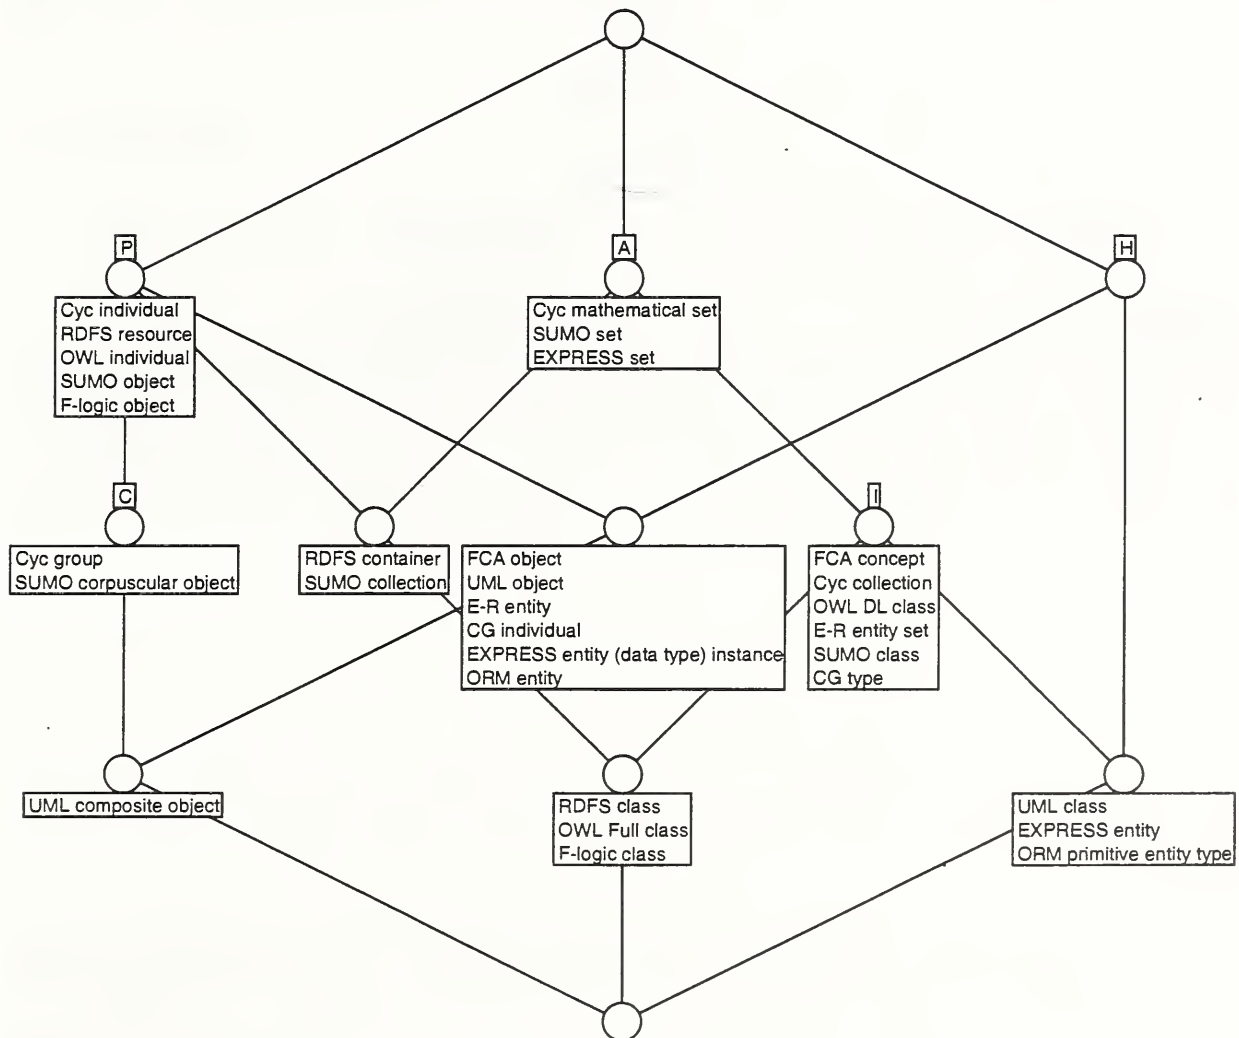 P
A
H
Cyc individual
RDFS resource
OWL individual
SUMO object
F-logic object
Cyc mathematical set
SUMO set
EXPRESS set
C
I
Cyc group
SUMO corpuscular object
RDFS container
SUMO collection
FCA object
UML object
E-R entity
CG individual
EXPRESS entity (data type) instance
ORM entity
FCA concept
Cyc collection
OWL DL class
E-R entity set
SUMO class
CG type
UML composite object
RDFS class
OWL Full class
F-logic class
UML class
EXPRESS entity
ORM primitive entity type